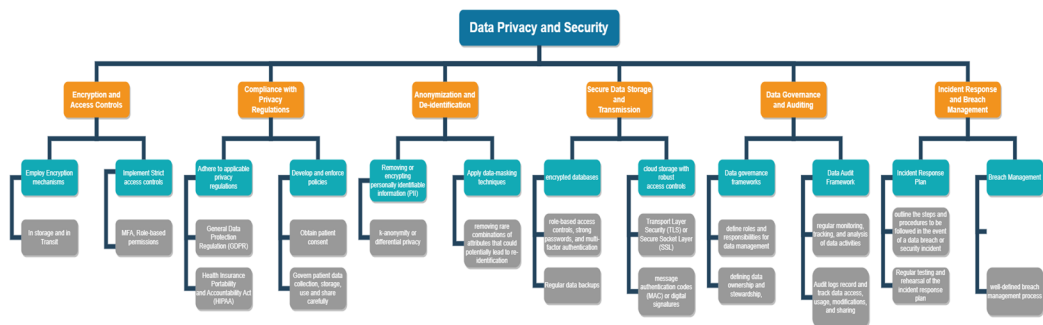 Data Privacy and Security
Encryption and
Access Controls
Compliance with
Privacy
Regulations
Anonymization and
De-identification
Secure Data Storage
and
Transmission
Data Governance
and Auditing
Incident Response
and Breach
Management
Employ Encryption
mechanisms
Implement Strict
access controls
Adhere to applicable
privacy
regulations
Develop and enforce
policies
Removing or
encrypting
personally identifiable
information (PII)
Apply data-masking
techniques
encrypted databases
cloud storage with
robust
access controls
Data governance
frameworks
Data Audit
Framework
Incident Response
Plan
Breach Management
In storage and in
Transit
MFA, Role-based
permissions
General Data
Protection
Regulation (GDPR)
Obtain patient
consent
k-anonymity or
differential privacy
removing rare
combinations of
attributes that could
potentially lead to re-
identification
role-based access
controls, strong
passwords, and multi-
factor authentication
Transport Layer
Security (TLS) or
Secure Socket Layer
(SSL)
define roles and
responsibilities for
data management
regular monitoring,
tracking, and analysis
of data activities
outline the steps and
procedures to be
followed in the
event of a data breach or
security incident
Health Insurance
Portability
and Accountability Act
(HIPAA)
Govern patient data
collection, storage,
use and share
carefully
Regular data backups
message
authentication codes
(MAC) or digital
signatures
defining data
ownership and
stewardship,
Audit logs record and
track data access,
usage, modifications,
and sharing
Regular testing and
rehearsal of the
incident response
plan
well-defined breach
management process